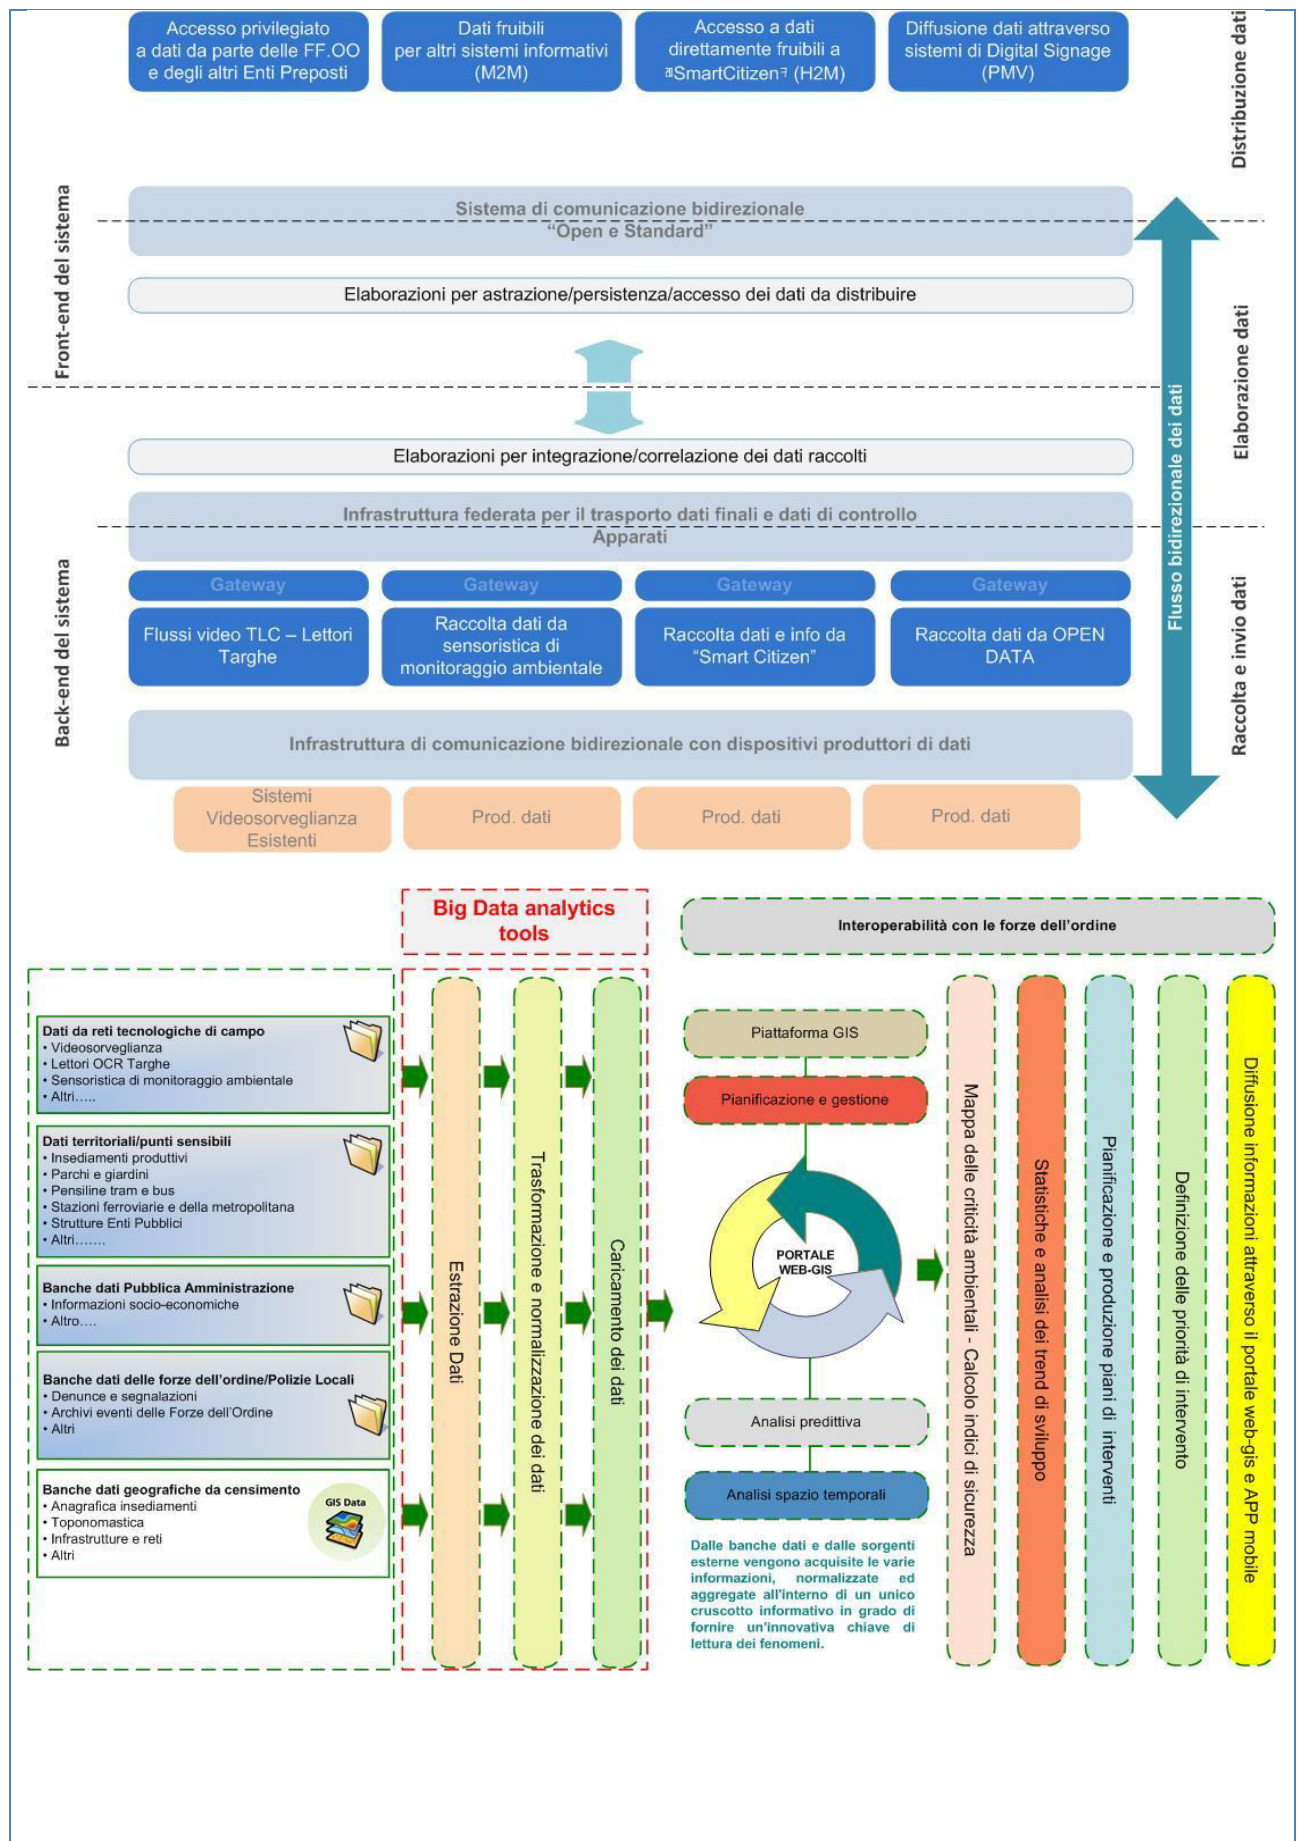 Accesso privilegiato
a dati da parte delle FF.OO
e degli altri Enti Preposti
Dati fruibili
per altri sistemi informativi
(M2M)
Accesso a dati
direttamente fruibili a
SmartCitizen (H2M)
Diffusione dati attraverso
sistemi di Digital Signage
(PMV)
Distribuzione dati
Front-end del sistema
Sistema di comunicazione bidirezionale
“Open e Standard”
Elaborazioni per astrazione/persistenza/accesso dei dati da distribuire
Elaborazione dati
Flusso bidirezionale dei dati
Elaborazioni per integrazione/correlazione dei dati raccolti
Infrastruttura federata per il trasporto dati finali e dati di controllo
Apparati
Back-end del sistema
Gateway
Gateway
Gateway
Gateway
Flussi video TLC – Lettori
Targhe
Raccolta dati da
sensoristica di
monitoraggio ambientale
Raccolta dati e info da
“Smart Citizen”
Raccolta dati da OPEN
DATA
Raccolta e invio dati
Infrastruttura di comunicazione bidirezionale con dispositivi produttori di dati
Sistemi
Videosorveglianza
Esistenti
Prod. dati
Prod. dati
Prod. dati
Big Data analytics
tools
Interoperabilità con le forze dell’ordine
Dati da reti tecnologiche di campo
• Videosorveglianza
• Lettori OCR Targhe
• Sensoristica di monitoraggio ambientale
• Altri…..
Dati territoriali/punti sensibili
• Insediamenti produttivi
• Parchi e giardini
• Pensiline tram e bus
• Stazioni ferroviarie e della metropolitana
• Strutture Enti Pubblici
• Altri…….
Banche dati Pubblica Amministrazione
• Informazioni socio-economiche
• Altro….
Banche dati delle forze dell’ordine/Polizie Locali
• Denunce e segnalazioni
• Archivi eventi delle Forze dell’Ordine
• Altri
Banche dati geografiche da censimento
• Anagrafica insediamenti
• Toponomastica
• Infrastrutture e reti
• Altri
GIS Data
Estrazione Dati
Trasformazione e normalizzazione dei dati
Caricamento dei dati
Piattaforma GIS
Pianificazione e gestione
PORTALE
WEB-GIS
Analisi predittiva
Analisi spazio temporali
Dalle banche dati e dalle sorgenti
esterne vengono acquisite le varie
informazioni, normalizzate ed
aggregate all'interno di un unico
cruscotto informativo in grado di
fornire un'innovativa chiave di
lettura dei fenomeni.
Mappa delle criticità ambientali - Calcolo indici di sicurezza
Statistiche e analisi dei trend di sviluppo
Pianificazione e produzione piani di interventi
Definizione delle priorità di intervento
Diffusione informazioni attraverso il portale web-gis e APP mobile